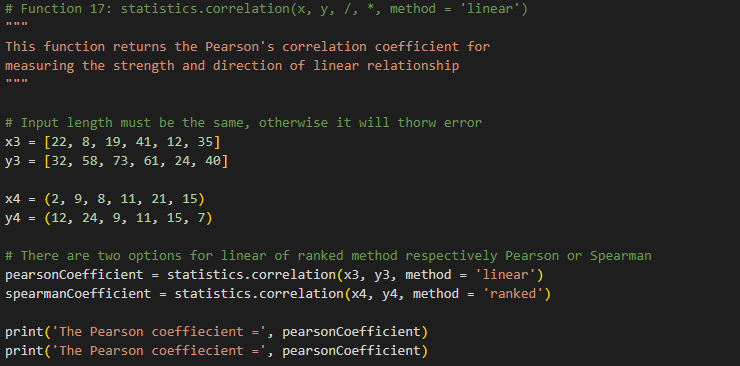 # Function 17: statistics.correlation(x, y, /, *, method = 'linear')
"""
This function returns the Pearson's correlation coefficient for
measuring the strength and direction of linear relationship
"""
# Input length must be the same, otherwise it will thorw error
x3 = [22, 8, 19, 41, 12, 35]
y3 = [32, 58, 73, 61, 24, 40]
x4 = (2, 9, 8, 11, 21, 15)
y4 = (12, 24, 9, 11, 15, 7)
# There are two options for linear of ranked method respectively Pearson or Spearman
pearsonCoefficient = statistics.correlation(x3, y3, method = 'linear')
spearmanCoefficient = statistics.correlation(x4, y4, method = 'ranked')
print('The Pearson coeffiecient =', pearsonCoefficient)
print('The Pearson coeffiecient =', pearsonCoefficient)